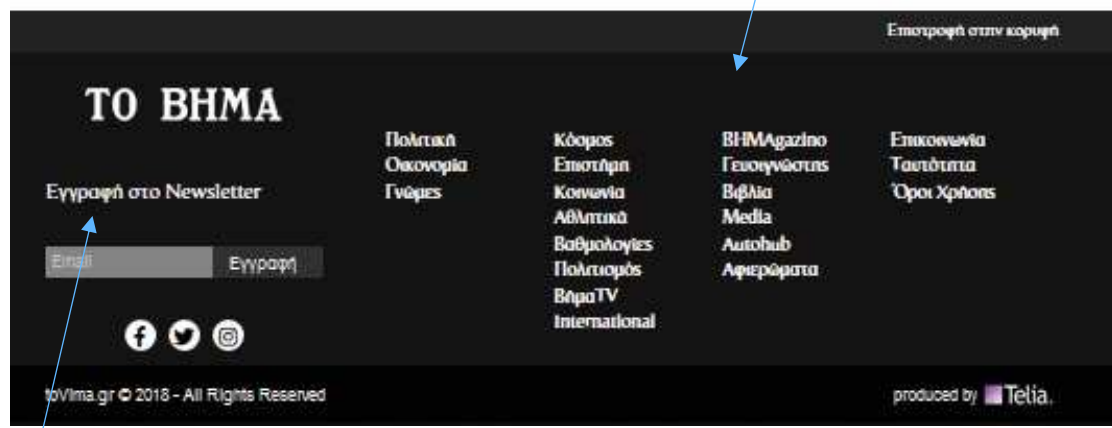 Επιστροφή στην κορυφή
ΤΟ ΒΗΜΑ
Εγγραφή στο Newsletter
Email
Εγγραφή
Πολιτική
Οικονομία
Γνώμες
Κόσμος
Επιστήμη
Κοινωνία
Αθλητικά
Βαθμολογίες
Πολιτισμός
ΒήμαTV
International
BHMAgazino
Γευσιγνώστης
Βιβλία
Media
Autohub
Αφιερώματα
Επικοινωνία
Ταυτότητα
Όροι Χρήσης
toVima.gr © 2018 - All Rights Reserved
produced by Telia.